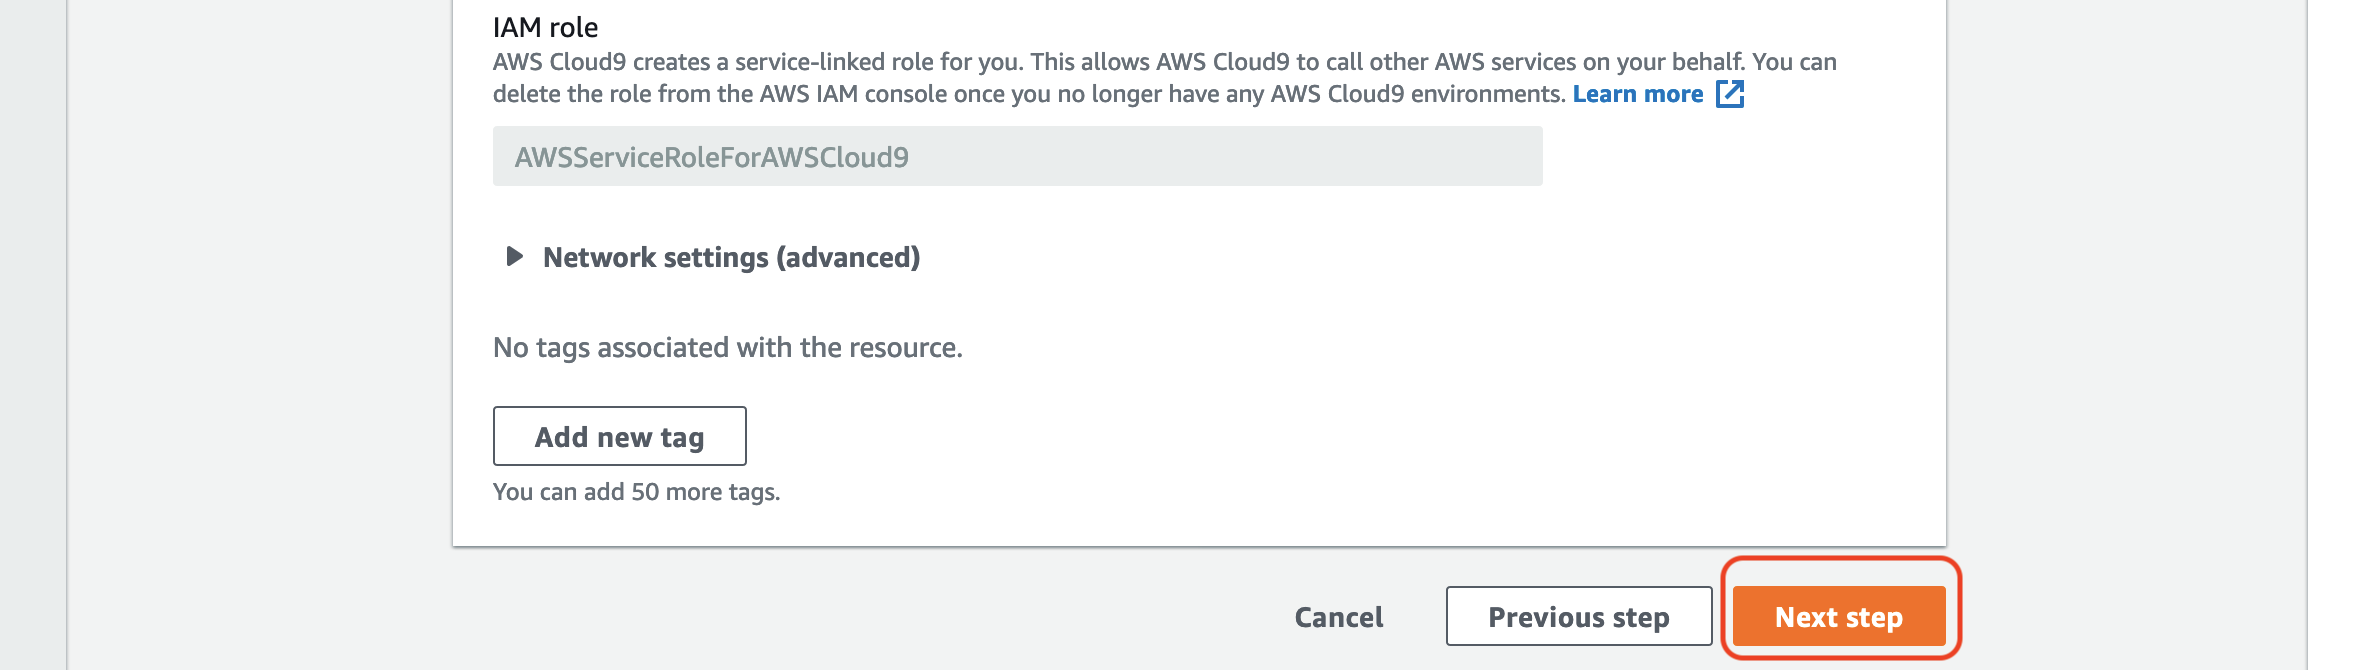 IAM role
AWS Cloud9 creates a service-linked role for you. This allows AWS Cloud9 to call other AWS services on your behalf. You can
delete the role from the AWS IAM console once you no longer have any AWS Cloud9 environments. Learn more
AWSServiceRoleForAWSCloud9
Network settings (advanced)
No tags associated with the resource.
Add new tag
You can add 50 more tags.
Cancel Previous step Next step